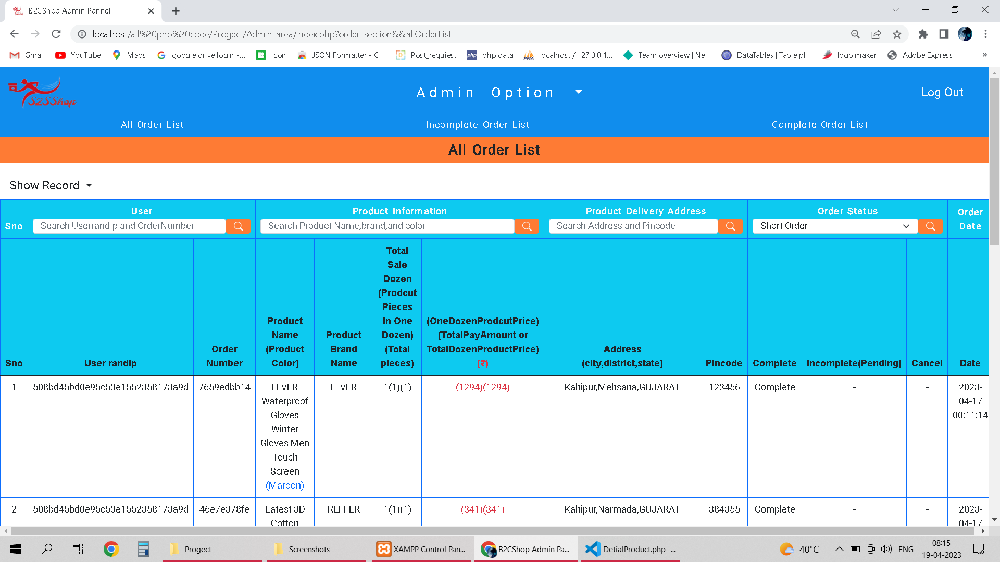 B2CShop Admin Pannel
localhost/all%20php%20code/Progect/Admin_area/index.php?order_section&&allOrderList
Gmail
YouTube
Maps
google drive login -...
icon
JSON Formatter - C...
Post_requiest
php
php data
PMA
localhost / 127.0.0.1...
Team overview | Ne...
DataTables | Table pl...
logo maker
Adobe Express
»
S2SShop
Admin Option
Log Out
All Order List
Incomplete Order List
Complete Order List
All Order List
Show Record
Sno
User
Search UserrandIp and OrderNumber
Product Information
Search Product Name,brand,and color
Product Delivery Address
Search Address and Pincode
Order Status
Short Order
Order
Date
Sno
User randIp
Order
Number
Product
Name
(Product
Color)
Product
Brand
Name
Total
Sale
Dozen
(Prodcut
Pieces
In One
Dozen)
(Total
pieces)
(OneDozenProdcutPrice)
(TotalPayAmount or
TotalDozenProductPrice)
(₹)
Address
(city,district,state)
Pincode
Complete
Incomplete(Pending)
Cancel
Date
1
508bd45bd0e95c53e1552358173a9d
7659edbb14
HIVER
Waterproof
Gloves
Winter
Gloves Men
Touch
Screen
(Maroon)
HIVER
1(1)(1)
(1294)(1294)
Kahipur,Mehsana,GUJARAT
123456
Complete
-
-
2023-
04-17
00:11:14
2
508bd45bd0e95c53e1552358173a9d
46e7e378fe
Latest 3D
Cotton
REFFER
1(1)(1)
(341)(341)
Kahipur,Narmada,GUJARAT
384355
Complete
-
-
2023-
04-17
Progect
Screenshots
XAMPP Control Pan...
B2CShop Admin Pa...
DetialProduct.php -...
40°C
ENG
08:15
19-04-2023